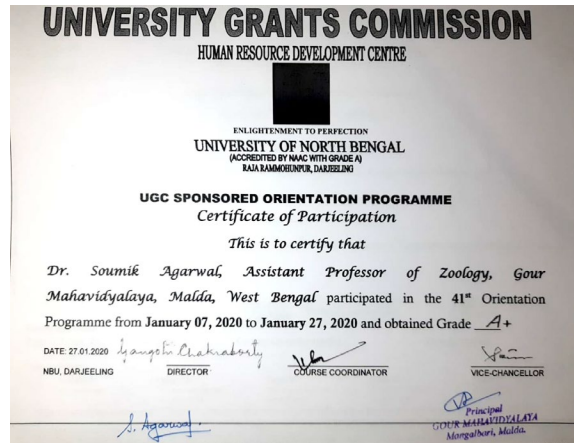 UNIVERSITY GRANTS COMMISSION
HUMAN RESOURCE DEVELOPMENT CENTRE
ENLIGHTENMENT TO PERFECTION
UNIVERSITY OF NORTH BENGAL
(ACCREDITED BY NAAC WITH GRADE A)
RAJA RAMMOHUNPUR, DARJEELING
UGC SPONSORED ORIENTATION PROGRAMME
Certificate of Participation
This is to certify that
Dr. Soumik Agarwal, Assistant Professor of Zoology, Gour
Mahavidyalaya, Malda, West Bengal participated in the 41st Orientation
Programme from January 07, 2020 to January 27, 2020 and obtained Grade A+
DATE: 27.01.2020 Gangotri Chakraborty
NBU, DARJEELING DIRECTOR COURSE COORDINATOR VICE-CHANCELLOR
S. Agarwal.
Principal
GOUR MAHAVIDYALAYA
Mangalbari, Malda.